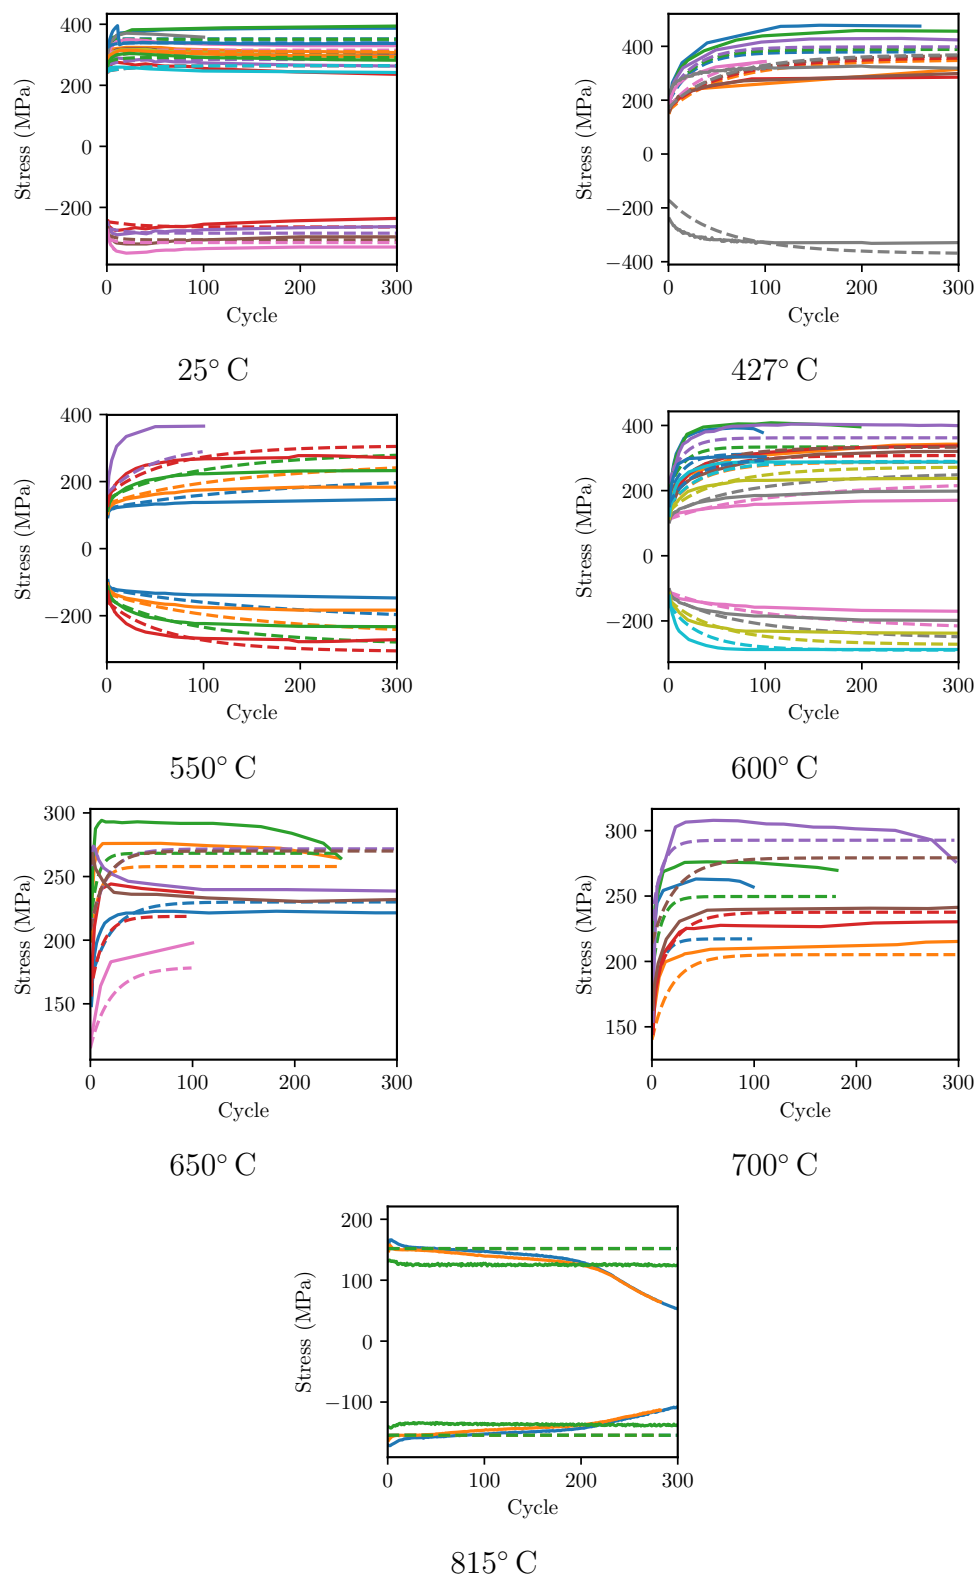 400
200
0
−200
Stress (MPa)
0 100 200 300
Cycle
25° C
400
200
0
−200
−400
Stress (MPa)
0 100 200 300
Cycle
427° C
400
200
0
−200
Stress (MPa)
0 100 200 300
Cycle
550° C
400
200
0
−200
Stress (MPa)
0 100 200 300
Cycle
600° C
300
250
200
150
Stress (MPa)
0 100 200 300
Cycle
650° C
300
250
200
150
Stress (MPa)
0 100 200 300
Cycle
700° C
200
100
0
−100
Stress (MPa)
0 100 200 300
Cycle
815° C